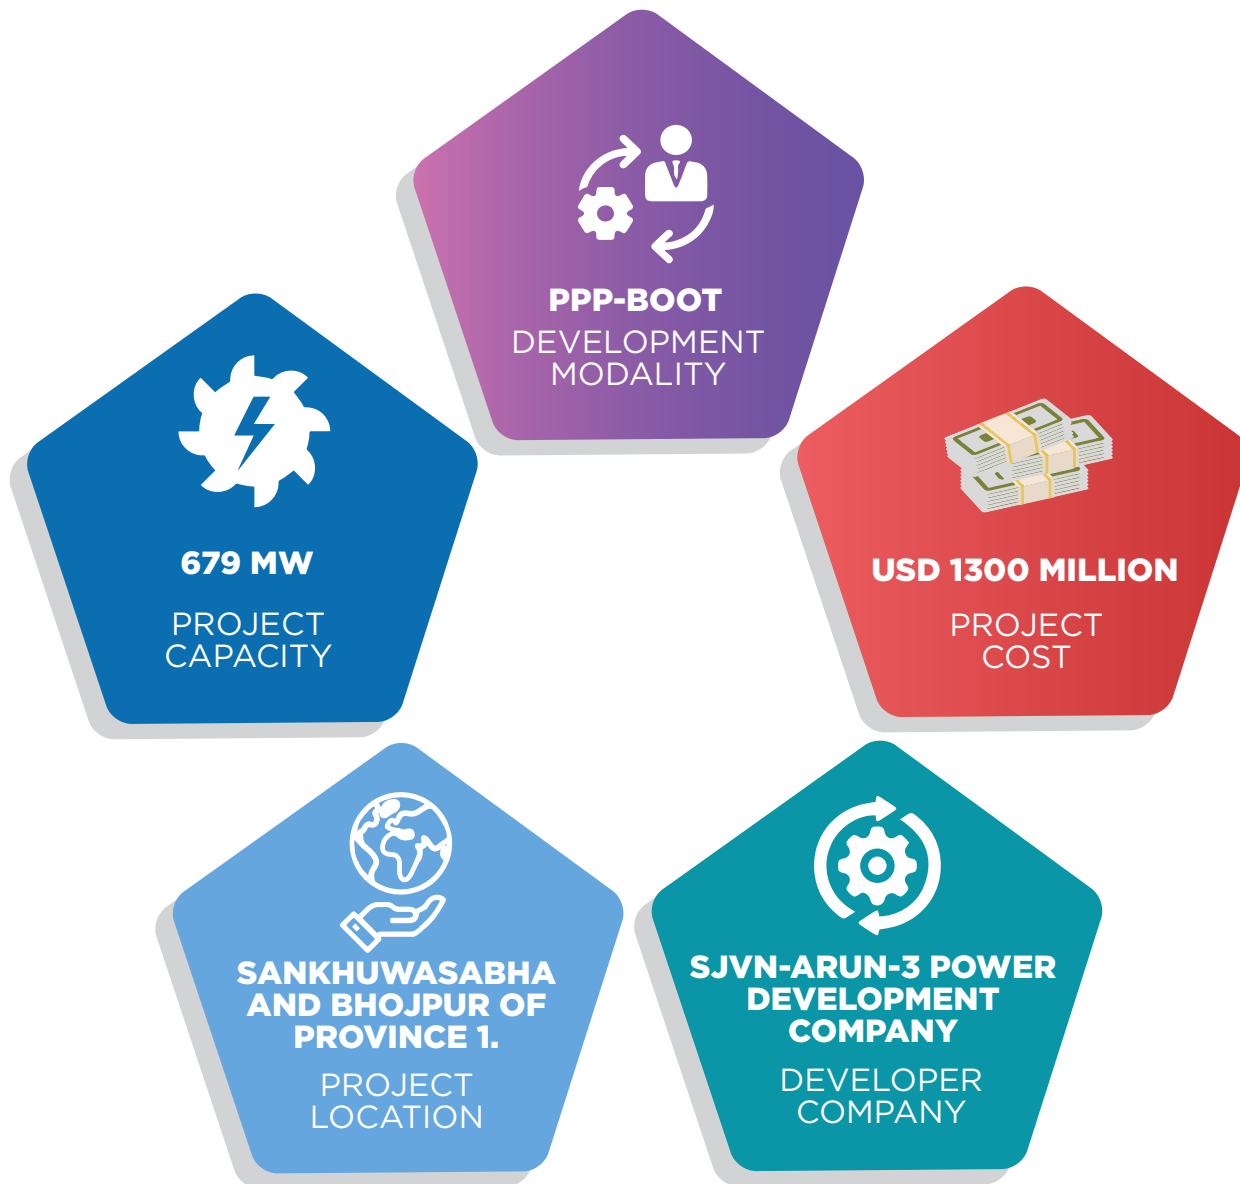 PPP-BOOT
DEVELOPMENT
MODALITY
679 MW
PROJECT
CAPACITY
USD 1300 MILLION
PROJECT
COST
SANKHUWASABHA
AND BHOJPUR OF
PROVINCE 1.
PROJECT
LOCATION
SJVN-ARUN-3 POWER
DEVELOPMENT
COMPANY
DEVELOPER
COMPANY